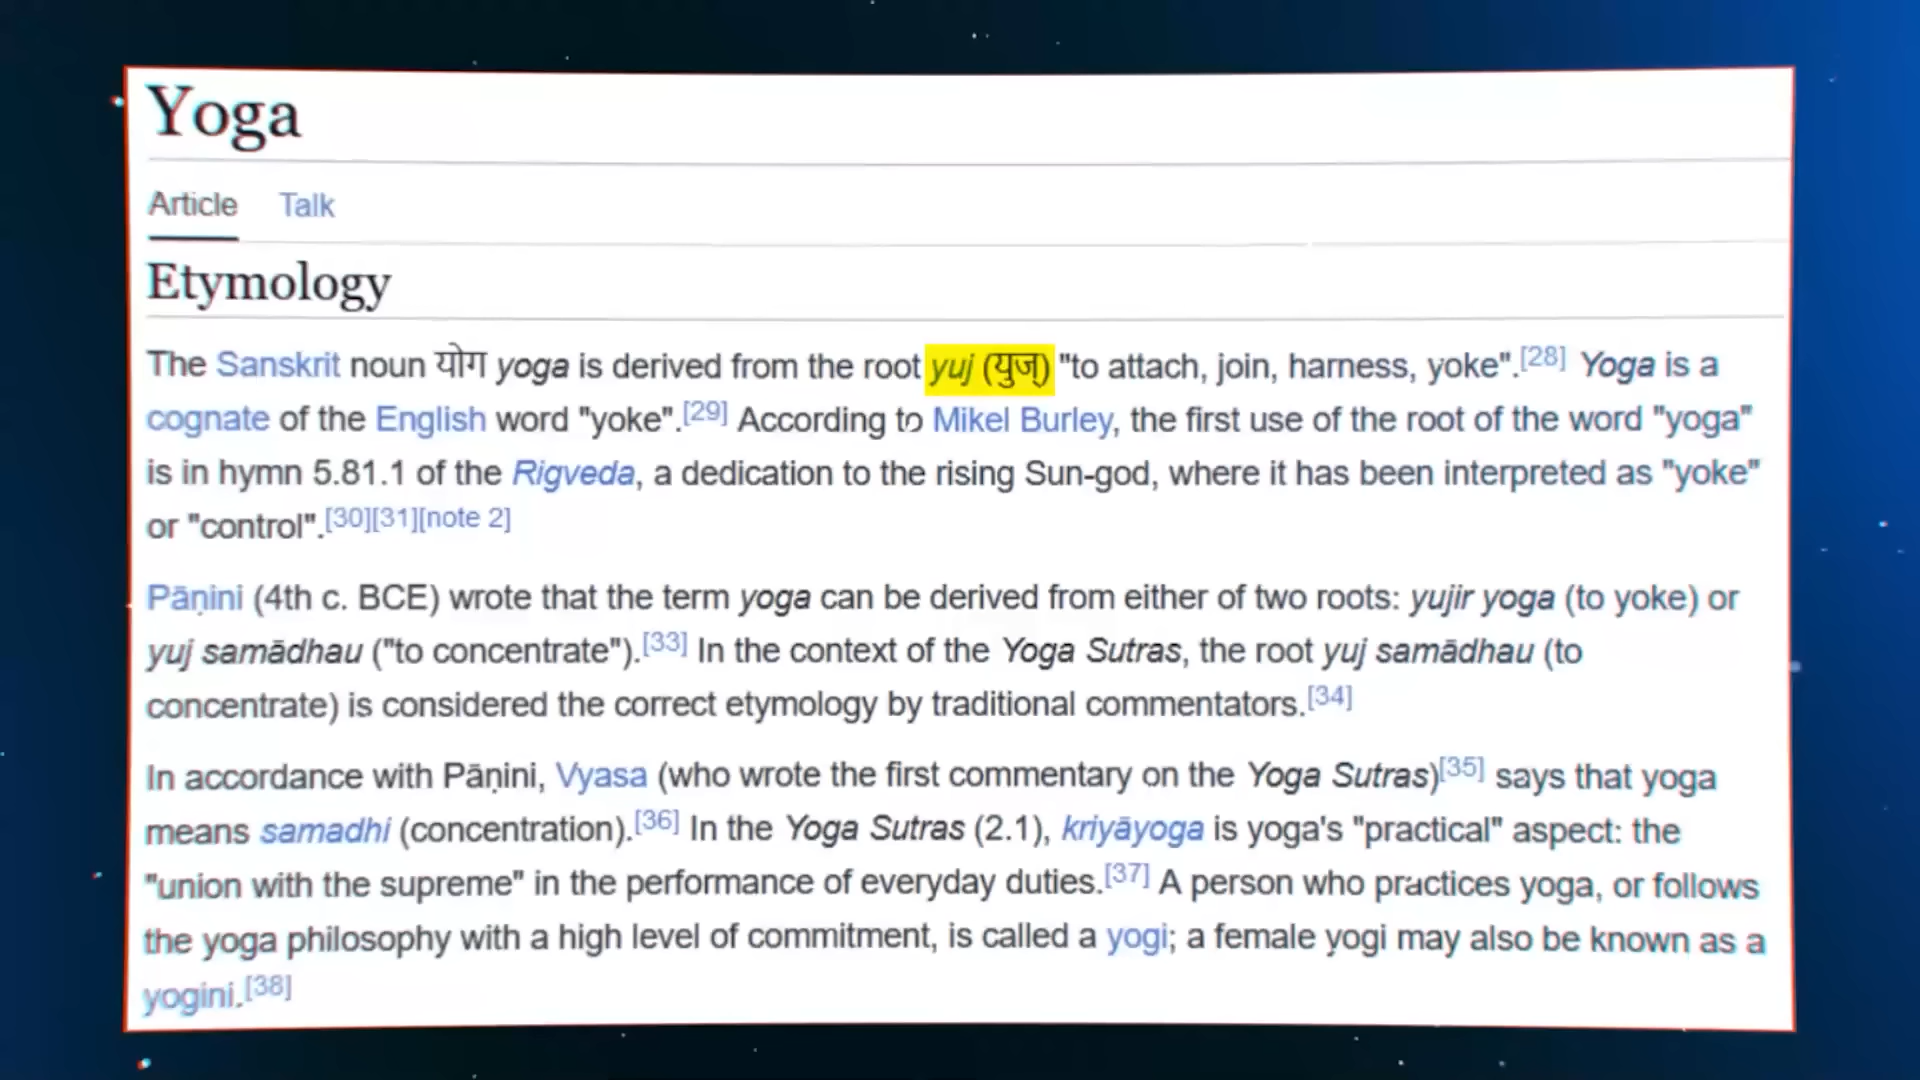 Yoga
Article Talk
Etymology
The Sanskrit noun योग yoga is derived from the root yuj (युज्) "to attach, join, harness, yoke".[28] Yoga is a
cognate of the English word "yoke".[29] According to Mikel Burley, the first use of the root of the word "yoga"
is in hymn 5.81.1 of the Rigveda, a dedication to the rising Sun-god, where it has been interpreted as "yoke"
or "control".[30][31][note 2]
Pāṇini (4th c. BCE) wrote that the term yoga can be derived from either of two roots: yujir yoga (to yoke) or
yuj samādhau ("to concentrate").[33] In the context of the Yoga Sutras, the root yuj samādhau (to
concentrate) is considered the correct etymology by traditional commentators.[34]
In accordance with Pāṇini, Vyasa (who wrote the first commentary on the Yoga Sutras)[35] says that yoga
means samadhi (concentration).[36] In the Yoga Sutras (2.1), kriyāyoga is yoga's "practical" aspect: the
"union with the supreme" in the performance of everyday duties.[37] A person who practices yoga, or follows
the yoga philosophy with a high level of commitment, is called a yogi; a female yogi may also be known as a
yogini.[38]